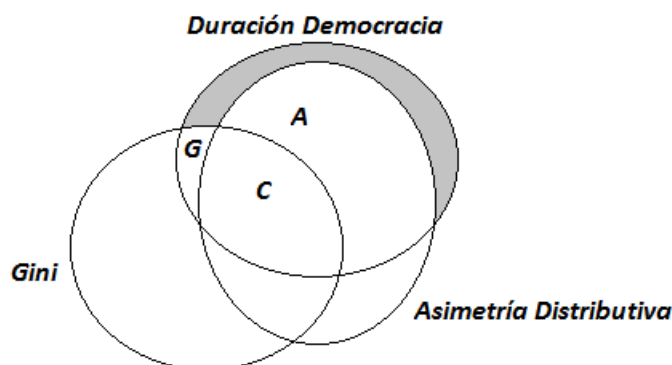 Duración Democracia
A
G
C
Gini
Asimetría Distributiva